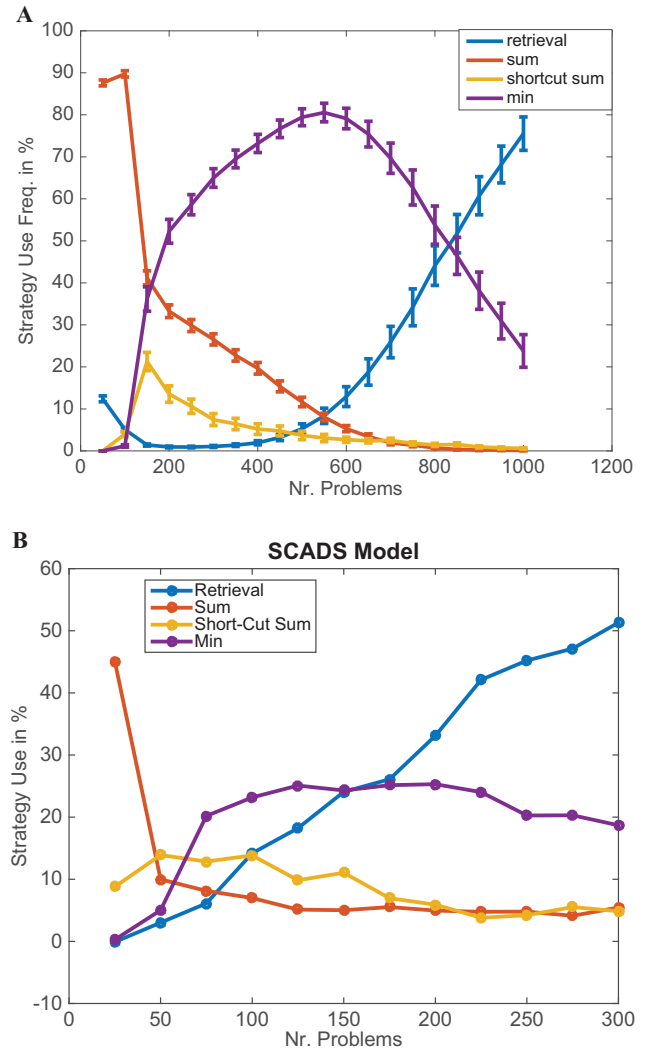 A
100
90
80
70
60
50
40
30
20
10
0
Strategy Use Freq. in %
retrieval
sum
shortcut sum
min
0 200 400 600 800 1000 1200
Nr. Problems
B
SCADS Model
60
50
40
30
20
10
0
-10
Strategy Use in %
Retrieval
Sum
Short-Cut Sum
Min
0 50 100 150 200 250 300
Nr. Problems